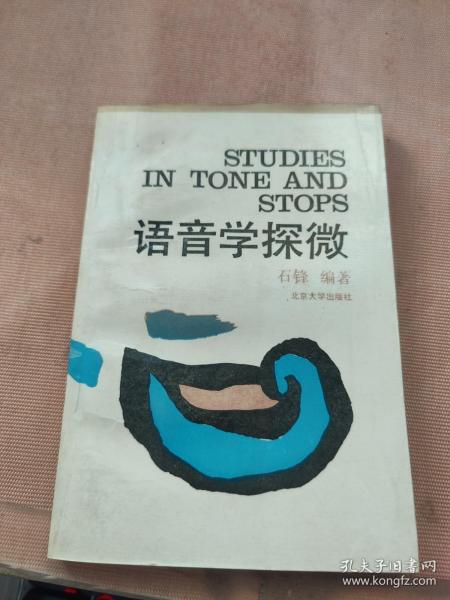 STUDIES
IN TONE AND
STOPS
语音学探微
石锋 编著
北京大学出版社
孔夫子旧书网
www.kongfz.com